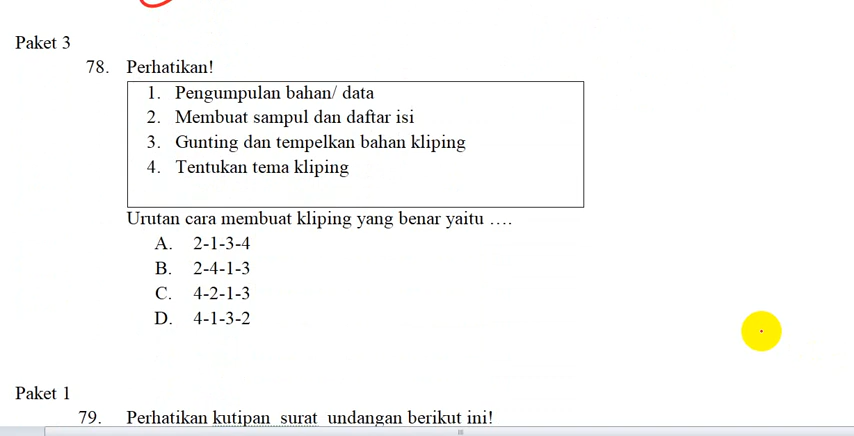 Paket 3
78. Perhatikan!
1. Pengumpulan bahan/ data
2. Membuat sampul dan daftar isi
3. Gunting dan tempelkan bahan kliping
4. Tentukan tema kliping
Urutan cara membuat kliping yang benar yaitu ….
A. 2-1-3-4
B. 2-4-1-3
C. 4-2-1-3
D. 4-1-3-2
Paket 1
79. Perhatikan kutipan surat undangan berikut ini!